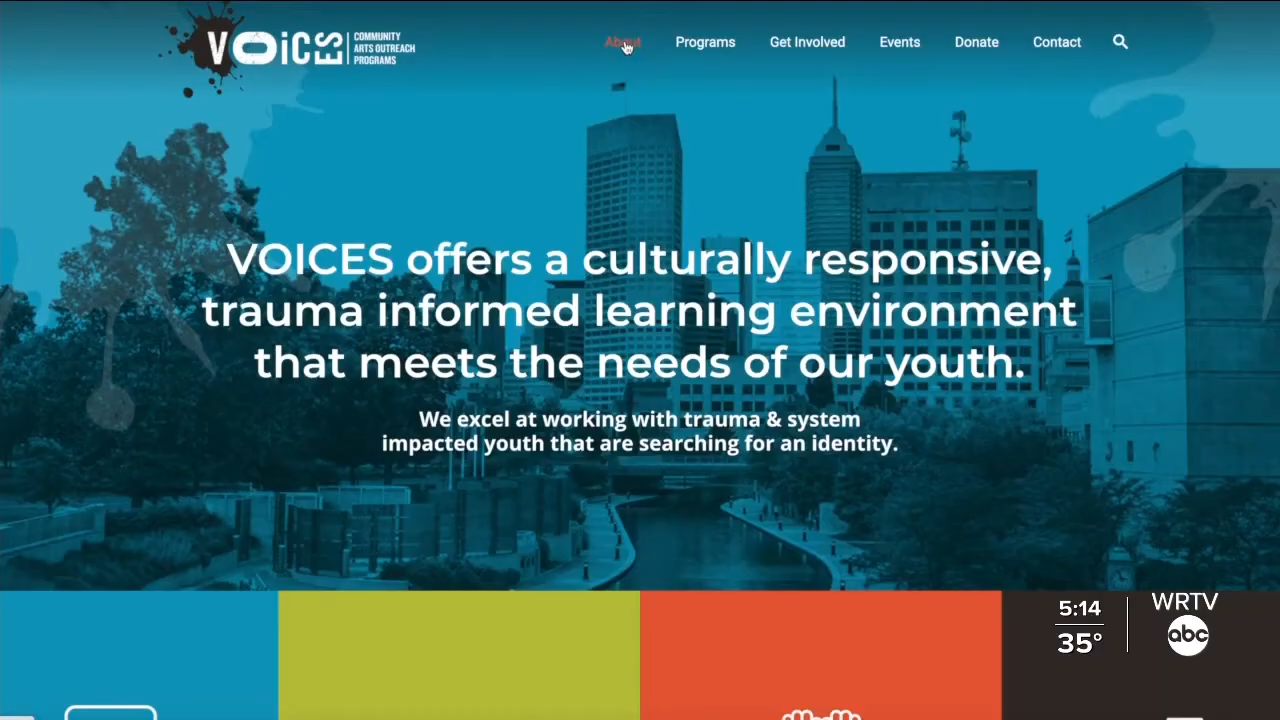 VOiCES
COMMUNITY
ARTS OUTREACH
PROGRAMS
About
Programs
Get Involved
Events
Donate
Contact
VOICES offers a culturally responsive,
trauma informed learning environment
that meets the needs of our youth.
We excel at working with trauma & system
impacted youth that are searching for an identity.
5:14
35°
WRTV
abc